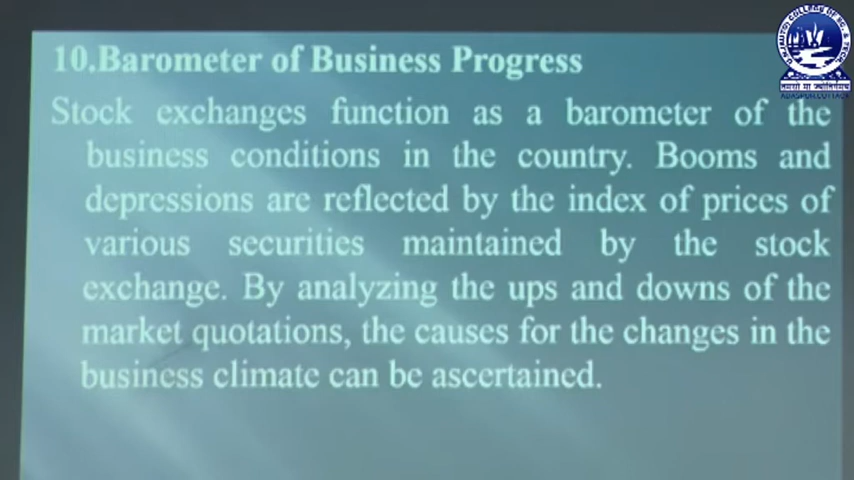 10.Barometer of Business Progress
Stock exchanges function as a barometer of the
business conditions in the country. Booms and
depressions are reflected by the index of prices of
various securities maintained by the stock
exchange. By analyzing the ups and downs of the
market quotations, the causes for the changes in the
business climate can be ascertained.